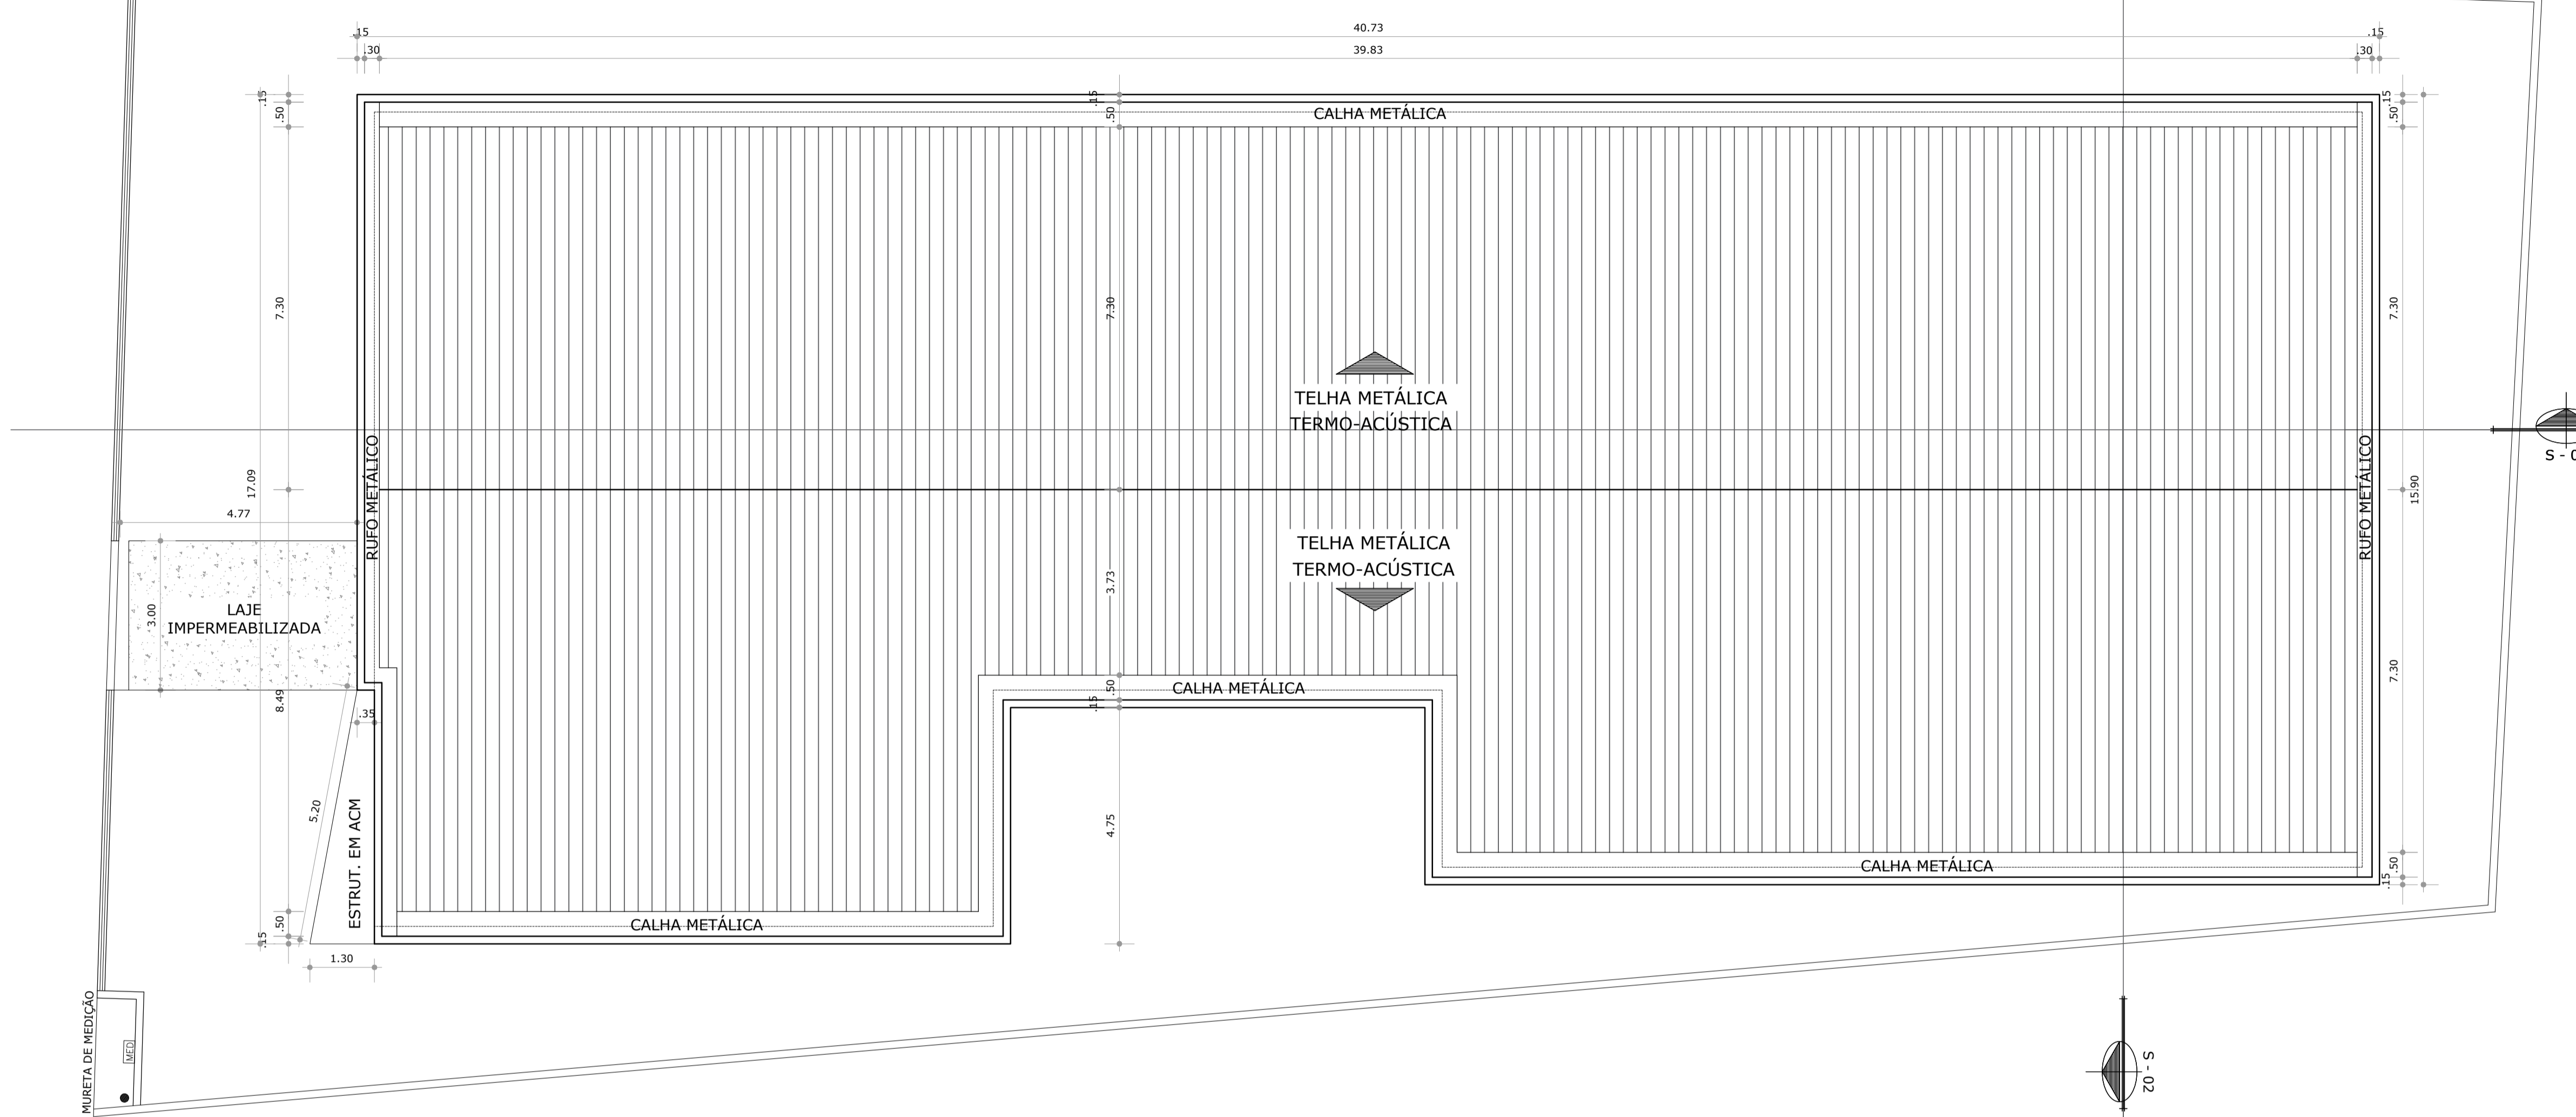 .15
40.73
.15
.30
39.83
.30
.15
.50
.15
.50
CALHA METÁLICA
.15
.50
7.30
7.30
7.30
TELHA METÁLICA
TERMO-ACÚSTICA
RUFO METÁLICO
RUFO METÁLICO
17.09
15.90
4.77
TELHA METÁLICA
TERMO-ACÚSTICA
3.73
3.00
LAJE
IMPERMEABILIZADA
7.30
8.49
.35
.50
.15
CALHA METÁLICA
5.20
ESTRUT. EM ACM
4.75
.50
.15
CALHA METÁLICA
.50
.15
CALHA METÁLICA
1.30
MURETA DE MEDIÇÃO
MED
S - 02